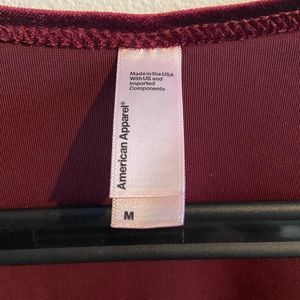 Made in the USA
With US and
Imported
Components
American Apparel®
M